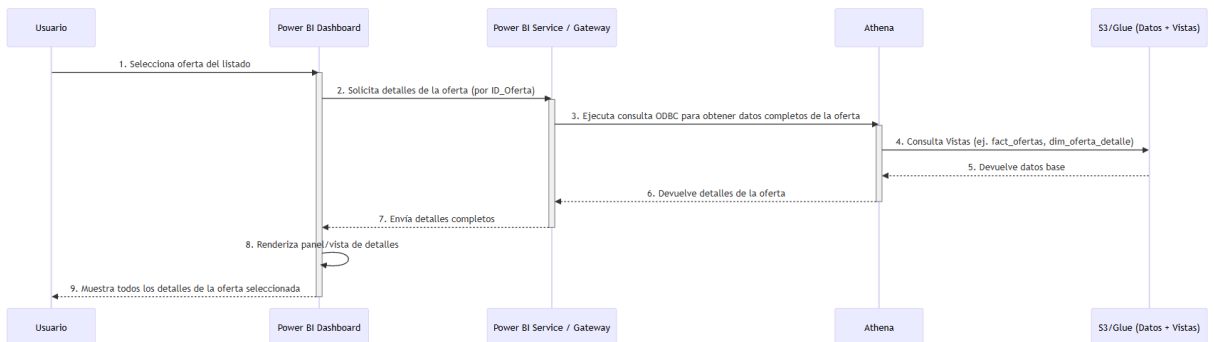 Usuario
Power BI Dashboard
Power BI Service / Gateway
Athena
S3/Glue (Datos + Vistas)
1. Selecciona oferta del listado
2. Solicita detalles de la oferta (por ID_Oferta)
3. Ejecuta consulta ODBC para obtener datos completos de la oferta
4. Consulta Vistas (ej. fact_ofertas, dim_oferta_detalle)
5. Devuelve datos base
6. Devuelve detalles de la oferta
7. Envía detalles completos
8. Renderiza panel/vista de detalles
9. Muestra todos los detalles de la oferta seleccionada
Usuario
Power BI Dashboard
Power BI Service / Gateway
Athena
S3/Glue (Datos + Vistas)